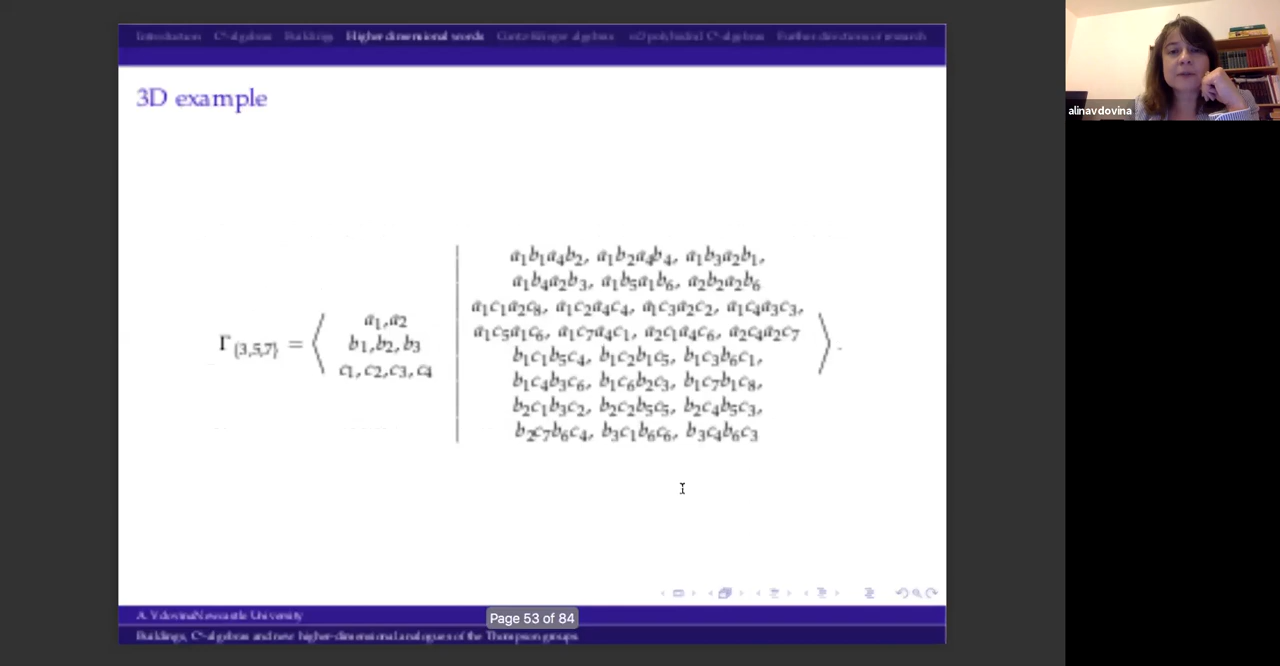 Introduction C*-algebras Buildings Higher dimensional words Cuntz-Krieger algebras nD polyhedral C*-algebras Further directions of research
3D example
a₁b₁a₄b₂, a₁b₂a₄b₄, a₁b₃a₂b₁,
a₁b₄a₂b₃, a₁b₅a₁b₆, a₂b₂a₂b₆
a₁c₁a₂c₈, a₁c₂a₄c₄, a₁c₃a₂c₂, a₁c₄a₃c₃,
a₁c₅a₁c₆, a₁c₇a₄c₁, a₂c₁a₄c₆, a₂c₄a₂c₇
Γ{3,5,7} = ⟨ a₁,a₂
b₁,b₂,b₃
c₁,c₂,c₃,c₄
b₁c₁b₅c₄, b₁c₂b₁c₅, b₁c₃b₆c₁,
b₁c₄b₃c₆, b₁c₆b₂c₃, b₁c₇b₁c₈,
b₂c₁b₃c₂, b₂c₂b₅c₅, b₂c₄b₅c₃,
b₂c₇b₆c₄, b₃c₁b₆c₆, b₃c₄b₆c₃ ⟩.
A. Vdovina Newcastle University
Page 53 of 84
Buildings, C*-algebras and new higher-dimensional analogues of the Thompson groups
alinavdovina